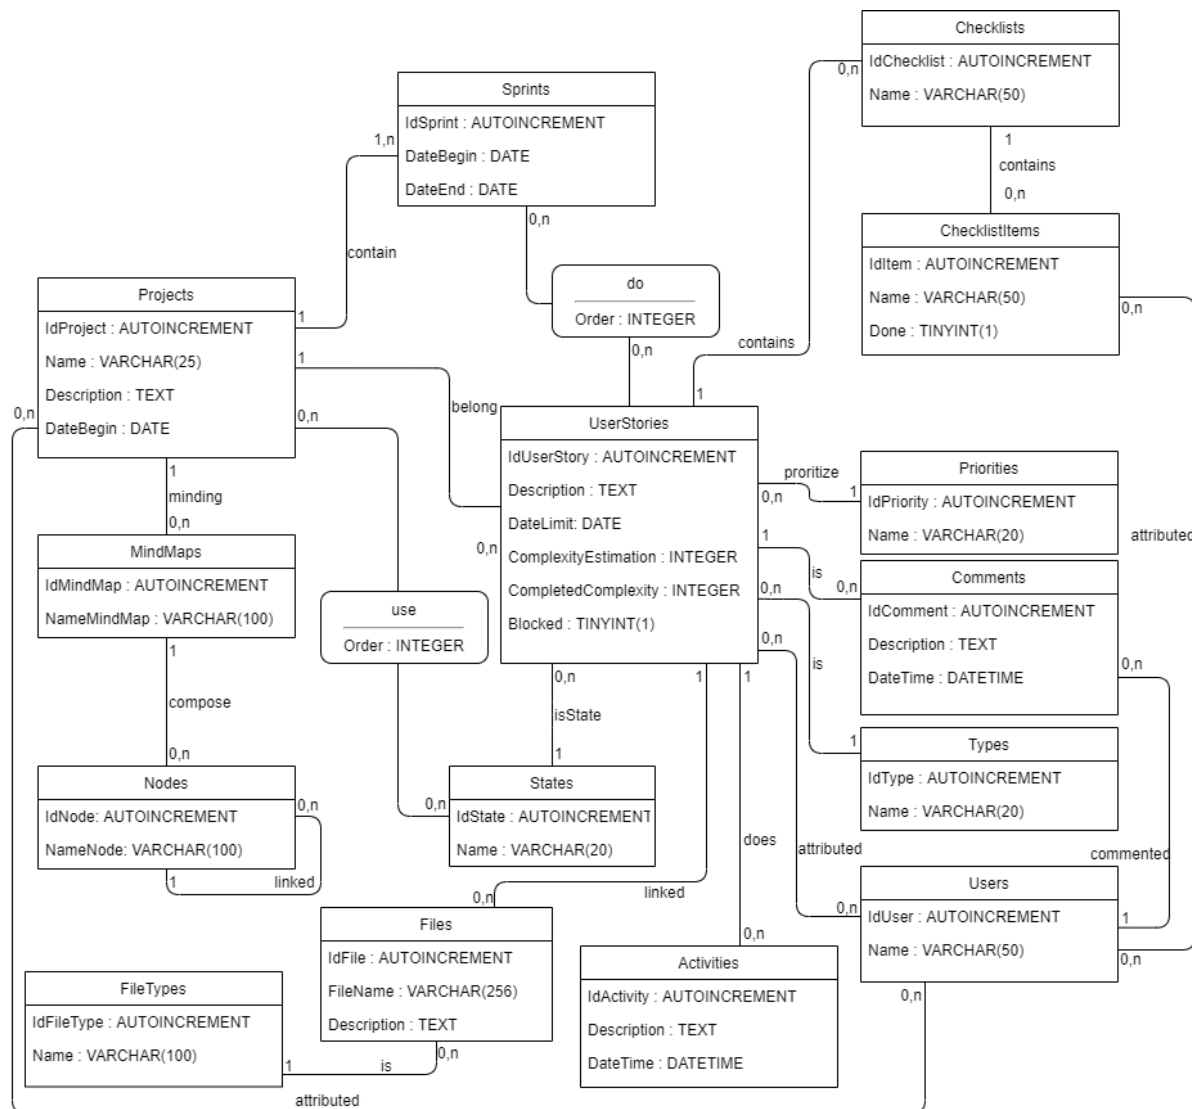 Checklists
IdChecklist : AUTOINCREMENT
Name : VARCHAR(50)
0,n
1
contains
0,n
Sprints
IdSprint : AUTOINCREMENT
DateBegin : DATE
DateEnd : DATE
1,n
0,n
contain
ChecklistItems
IdItem : AUTOINCREMENT
Name : VARCHAR(50)
Done : TINYINT(1)
0,n
do
Order : INTEGER
0,n
contains
1
Projects
IdProject : AUTOINCREMENT
Name : VARCHAR(25)
Description : TEXT
DateBegin : DATE
1
1
0,n
0,n
belong
1
minding
0,n
UserStories
IdUserStory : AUTOINCREMENT
Description : TEXT
DateLimit: DATE
ComplexityEstimation : INTEGER
CompletedComplexity : INTEGER
Blocked : TINYINT(1)
0,n
proritize
0,n
1
Priorities
IdPriority : AUTOINCREMENT
Name : VARCHAR(20)
attributed
MindMaps
IdMindMap : AUTOINCREMENT
NameMindMap : VARCHAR(100)
1
compose
0,n
use
Order : INTEGER
1
is
0,n
Comments
IdComment : AUTOINCREMENT
Description : TEXT
DateTime : DATETIME
0,n
0,n
0,n
is
1
Types
IdType : AUTOINCREMENT
Name : VARCHAR(20)
0,n
isState
1
1
1
Nodes
IdNode: AUTOINCREMENT
NameNode: VARCHAR(100)
0,n
1
linked
0,n
States
IdState : AUTOINCREMENT
Name : VARCHAR(20)
does
attributed
commented
0,n
linked
0,n
Users
IdUser : AUTOINCREMENT
Name : VARCHAR(50)
1
0,n
0,n
Files
IdFile : AUTOINCREMENT
FileName : VARCHAR(256)
Description : TEXT
0,n
0,n
Activities
IdActivity : AUTOINCREMENT
Description : TEXT
DateTime : DATETIME
FileTypes
IdFileType : AUTOINCREMENT
Name : VARCHAR(100)
1
is
attributed